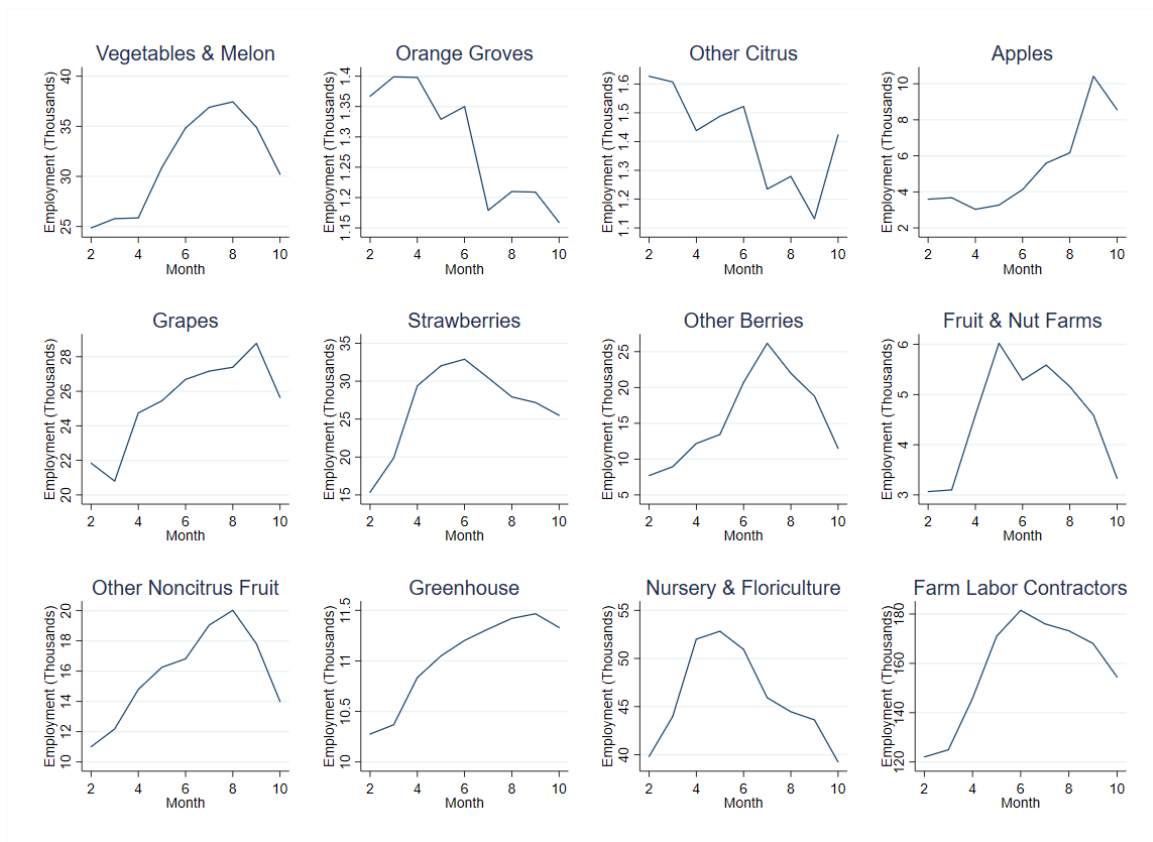 Vegetables & Melon
Employment (Thousands)
40
35
30
25
2 4 6 8 10
Month
Orange Groves
Employment (Thousands)
1.4
1.35
1.3
1.25
1.2
1.15
2 4 6 8 10
Month
Other Citrus
Employment (Thousands)
1.6
1.5
1.4
1.3
1.2
1.1
2 4 6 8 10
Month
Apples
Employment (Thousands)
10
8
6
4
2
2 4 6 8 10
Month
Grapes
Employment (Thousands)
28
26
24
22
20
2 4 6 8 10
Month
Strawberries
Employment (Thousands)
35
30
25
20
15
2 4 6 8 10
Month
Other Berries
Employment (Thousands)
25
20
15
10
5
2 4 6 8 10
Month
Fruit & Nut Farms
Employment (Thousands)
6
5
4
3
2 4 6 8 10
Month
Other Noncitrus Fruit
Employment (Thousands)
20
18
16
14
12
10
2 4 6 8 10
Month
Greenhouse
Employment (Thousands)
11.5
11
10.5
10
2 4 6 8 10
Month
Nursery & Floriculture
Employment (Thousands)
55
50
45
40
2 4 6 8 10
Month
Farm Labor Contractors
Employment (Thousands)
180
160
140
120
2 4 6 8 10
Month